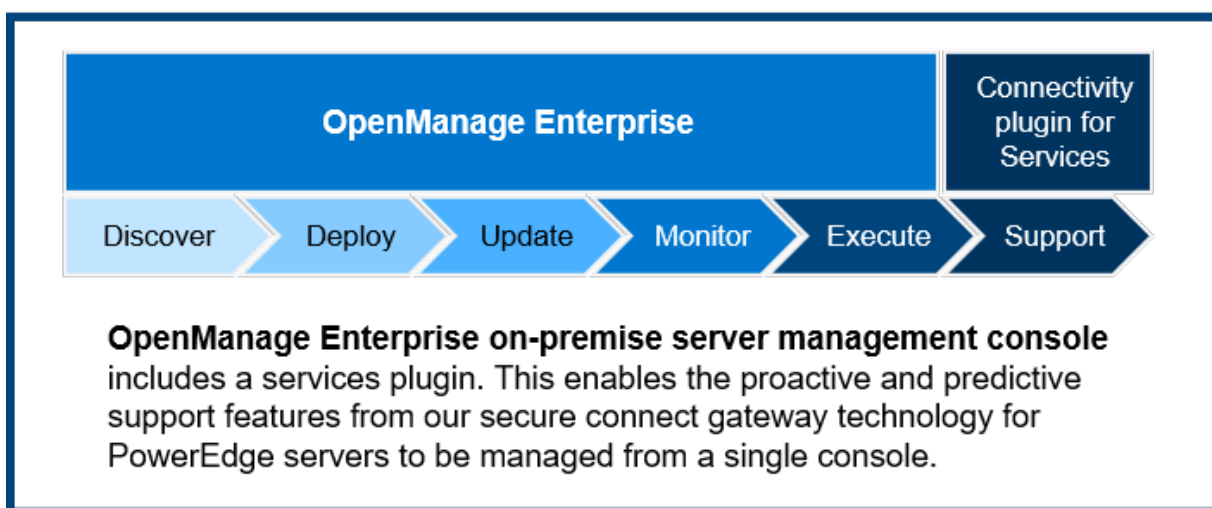 OpenManage Enterprise
Connectivity
plugin for
Services
Discover
Deploy
Update
Monitor
Execute
Support
OpenManage Enterprise on-premise server management console
includes a services plugin. This enables the proactive and predictive
support features from our secure connect gateway technology for
PowerEdge servers to be managed from a single console.